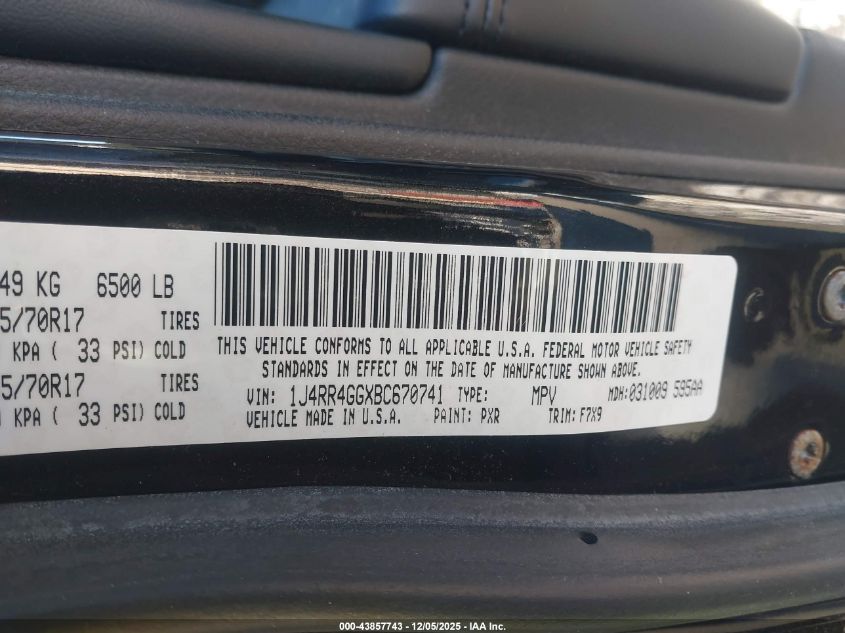 49 KG 6500 LB
5/70R17 TIRES
KPA ( 33 PSI) COLD
5/70R17 TIRES
KPA ( 33 PSI) COLD
THIS VEHICLE CONFORMS TO ALL APPLICABLE U.S.A. FEDERAL MOTOR VEHICLE SAFETY
STANDARDS IN EFFECT ON THE DATE OF MANUFACTURE SHOWN ABOVE.
VIN: 1J4RR4GGXBC670741 TYPE: MPV MDH: 031009 595AA
VEHICLE MADE IN U.S.A. PAINT: PXR TRIM: F7X9
000-43857743 - 12/05/2025 - IAA Inc.